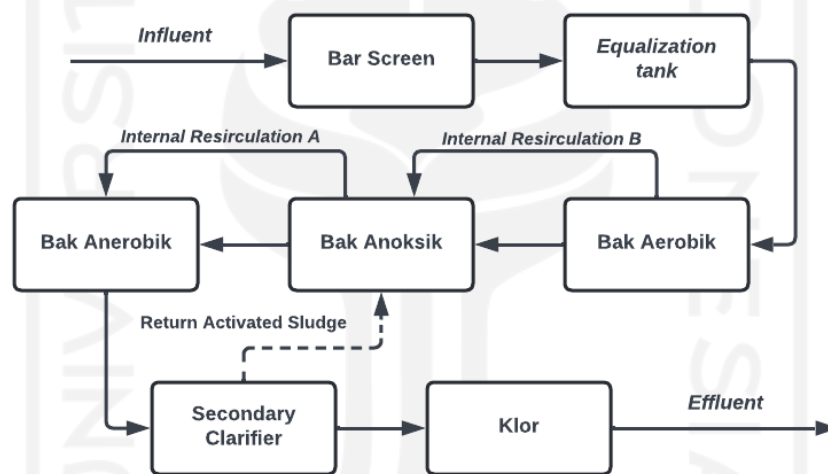 Influent
Bar Screen
Equalization
tank
Internal Resirculation A
Internal Resirculation B
Bak Anerobik
Bak Anoksik
Bak Aerobik
Return Activated Sludge
Secondary
Clarifier
Klor
Effluent